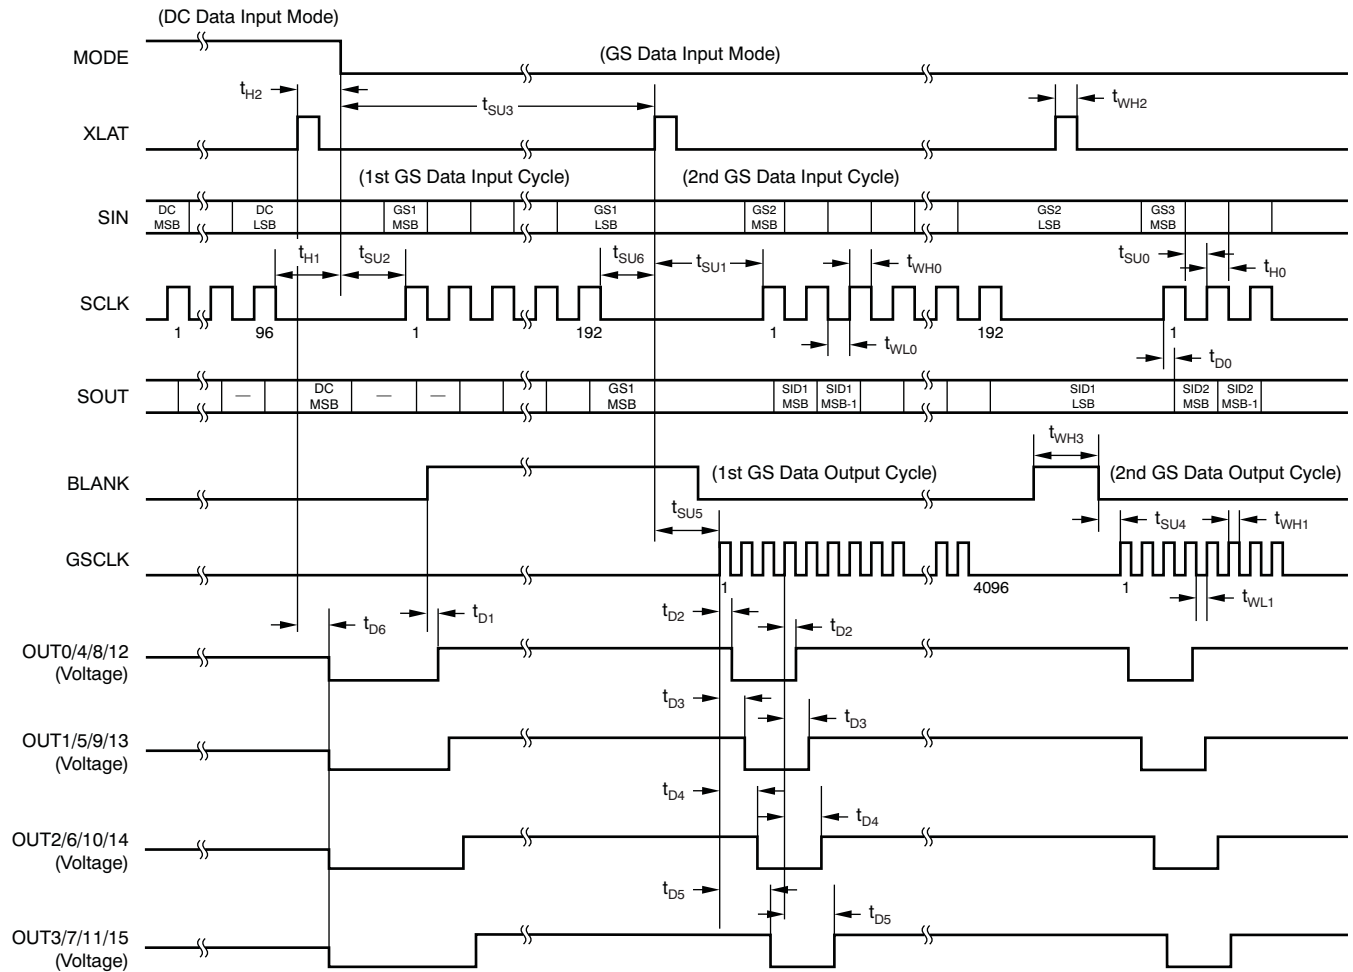 (DC Data Input Mode)
MODE
(GS Data Input Mode)
tH2
tSU3
tWH2
XLAT
(1st GS Data Input Cycle)
(2nd GS Data Input Cycle)
SIN
DC
MSB
DC
LSB
GS1
MSB
GS1
LSB
GS2
MSB
GS2
LSB
GS3
MSB
tH1
tSU2
tSU6
tSU1
tWH0
tSU0
tH0
SCLK
1
96
1
192
1
192
1
tWL0
tD0
SOUT
—
DC
MSB
—
—
GS1
MSB
SID1
MSB
SID1
MSB-1
SID1
LSB
SID2
MSB
SID2
MSB-1
tWH3
BLANK
(1st GS Data Output Cycle)
(2nd GS Data Output Cycle)
tSU5
tSU4
tWH1
GSCLK
1
4096
1
tWL1
tD6
tD1
tD2
tD2
OUT0/4/8/12
(Voltage)
tD3
tD3
OUT1/5/9/13
(Voltage)
tD4
tD4
OUT2/6/10/14
(Voltage)
tD5
tD5
OUT3/7/11/15
(Voltage)